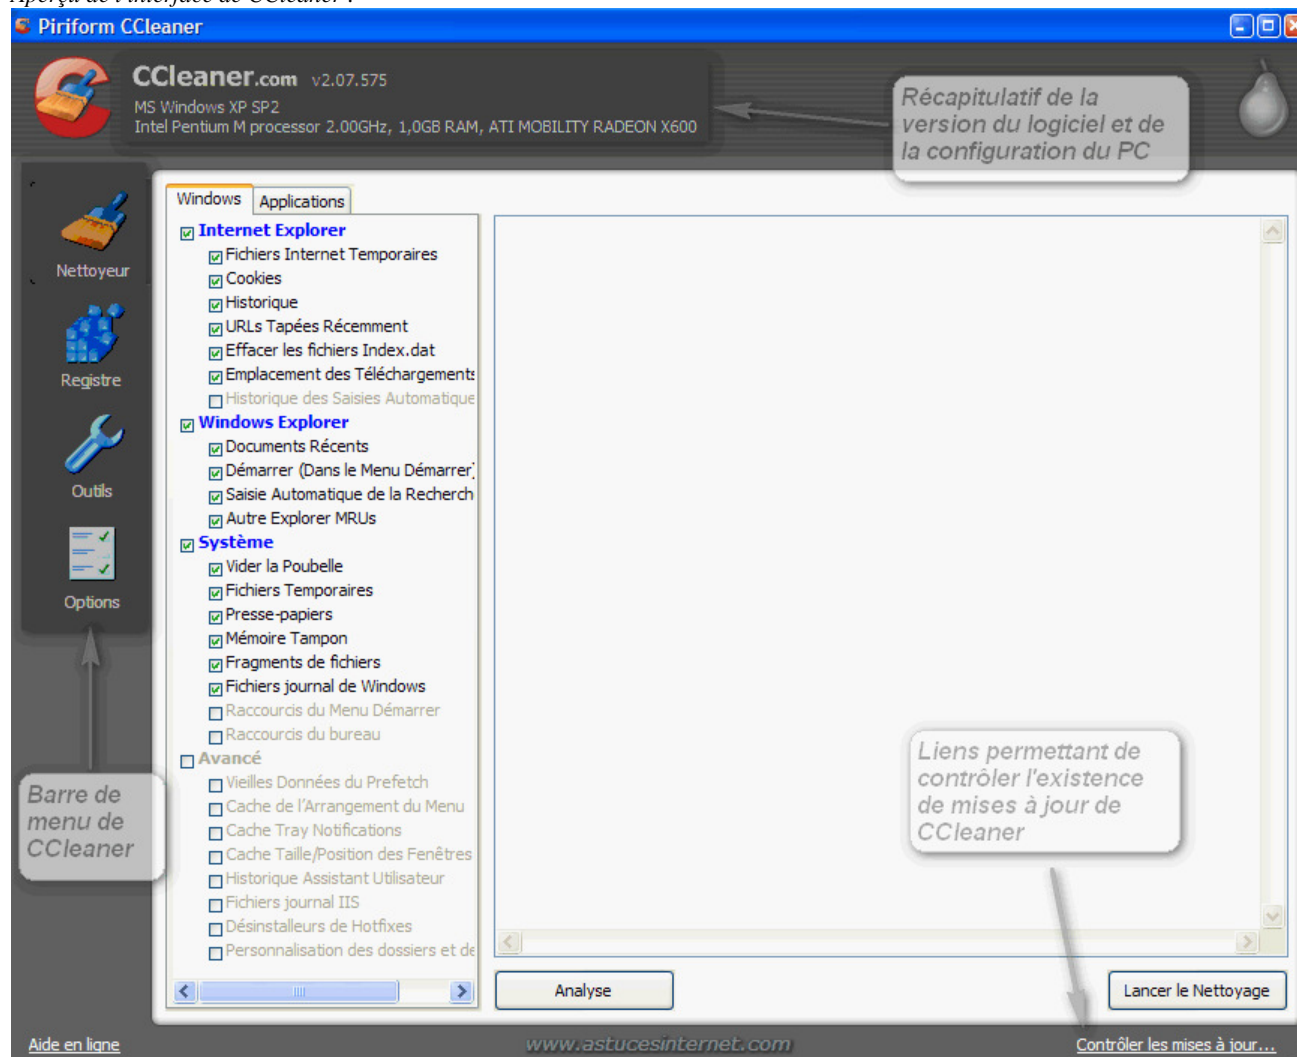 Aperçu de l'interface de CCleaner :
Piriform CCleaner
CCleaner.com v2.07.575
MS Windows XP SP2
Intel Pentium M processor 2.00GHz, 1,0GB RAM, ATI MOBILITY RADEON X600
Récapitulatif de la
version du logiciel et de
la configuration du PC
Nettoyeur
Registre
Outils
Options
Barre de
menu de
CCleaner
Windows
Applications
Internet Explorer
Fichiers Internet Temporaires
Cookies
Historique
URLs Tapées Récemment
Effacer les fichiers Index.dat
Emplacement des Téléchargements
Historique des Saisies Automatique
Windows Explorer
Documents Récents
Démarrer (Dans le Menu Démarrer)
Saisie Automatique de la Recherch
Autre Explorer MRUs
Système
Vider la Poubelle
Fichiers Temporaires
Presse-papiers
Mémoire Tampon
Fragments de fichiers
Fichiers journal de Windows
Raccourcis du Menu Démarrer
Raccourcis du bureau
Avancé
Vieilles Données du Prefetch
Cache de l'Arrangement du Menu
Cache Tray Notifications
Cache Taille/Position des Fenêtres
Historique Assistant Utilisateur
Fichiers journal IIS
Désinstalleurs de Hotfixes
Personnalisation des dossiers et de
Liens permettant de
contrôler l'existence
de mises à jour de
CCleaner
Analyse
Lancer le Nettoyage
Aide en ligne
www.astucesinternet.com
Contrôler les mises à jour...